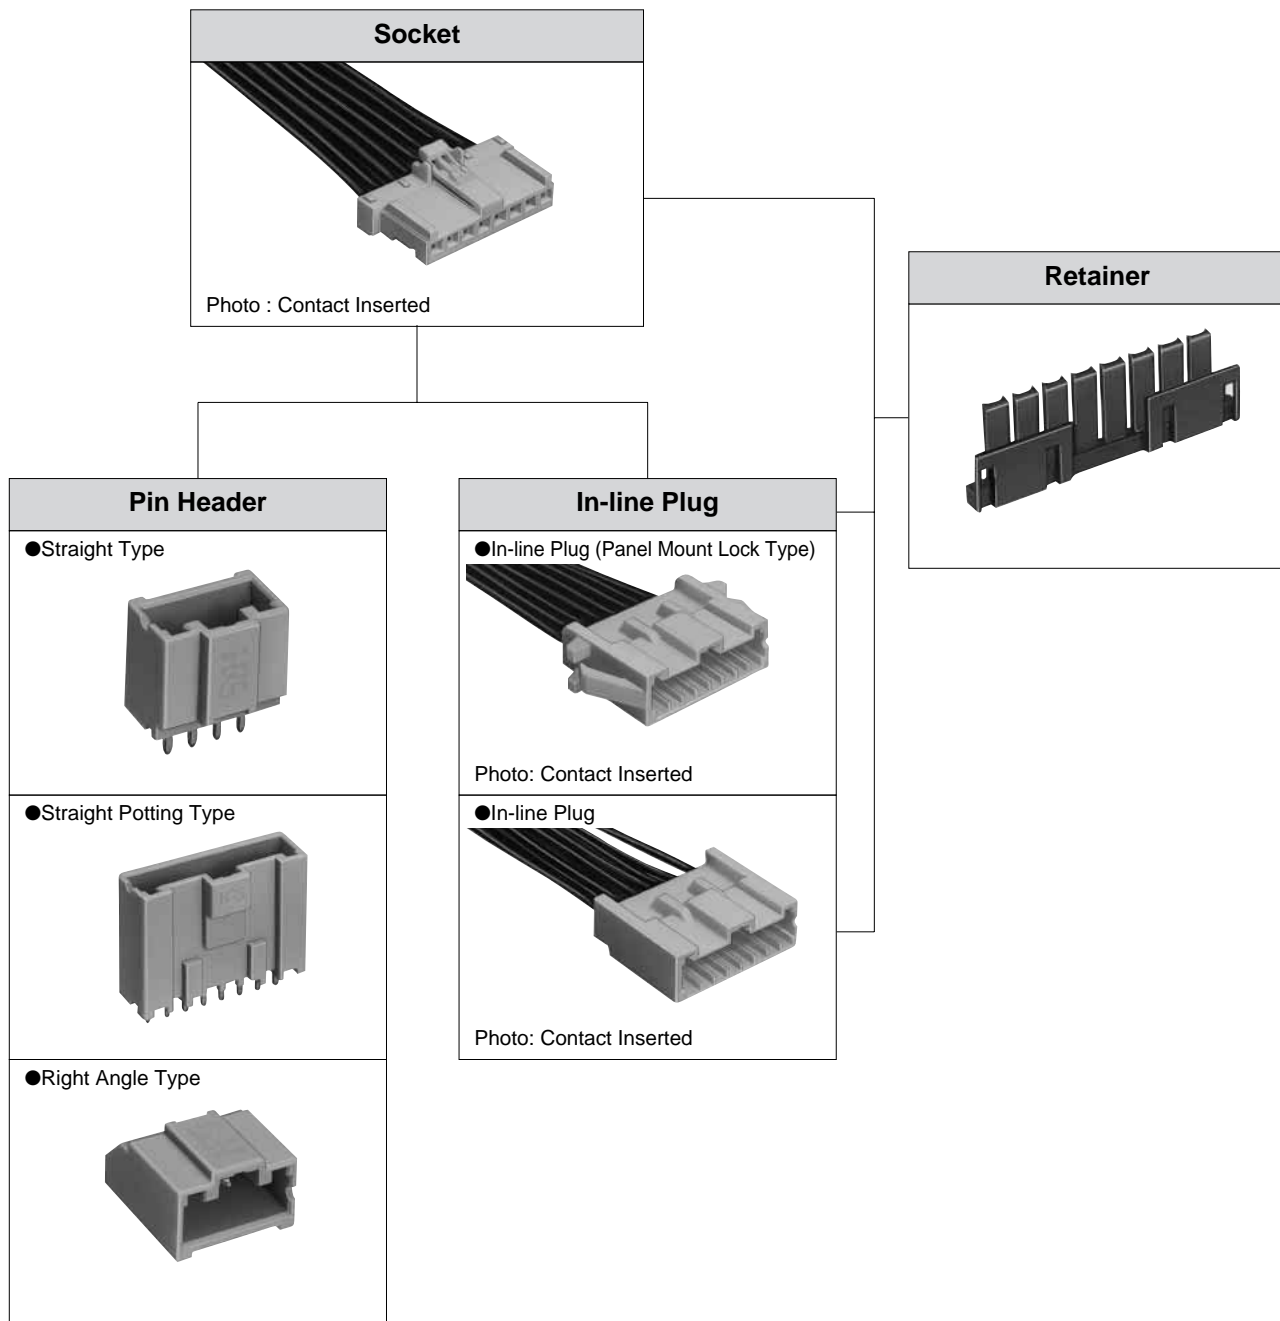 Socket
Photo : Contact Inserted
Retainer
Pin Header
●Straight Type
●Straight Potting Type
●Right Angle Type
In-line Plug
●In-line Plug (Panel Mount Lock Type)
Photo: Contact Inserted
●In-line Plug
Photo: Contact Inserted